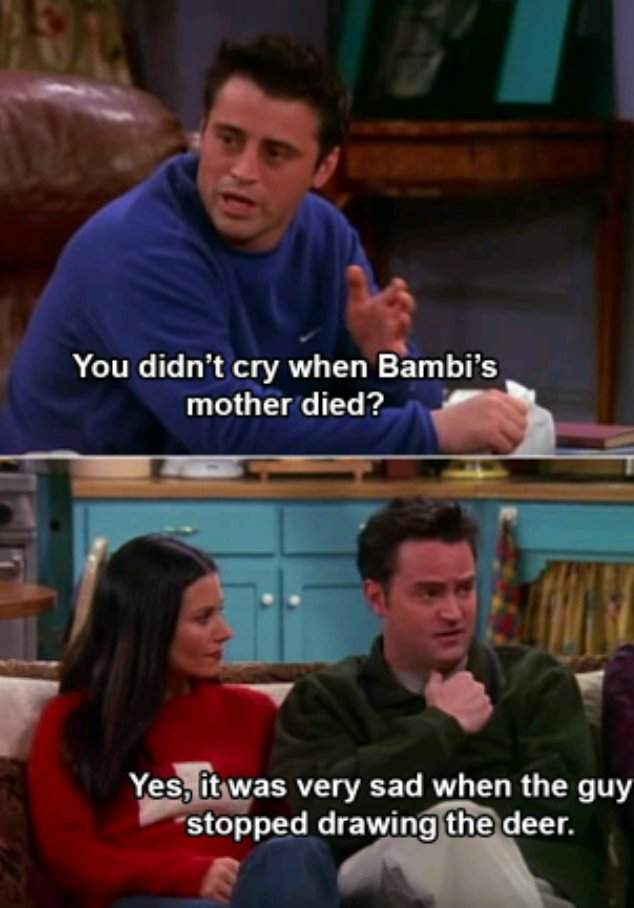 You didn't cry when Bambi's
mother died?
Yes, it was very sad when the guy
stopped drawing the deer.